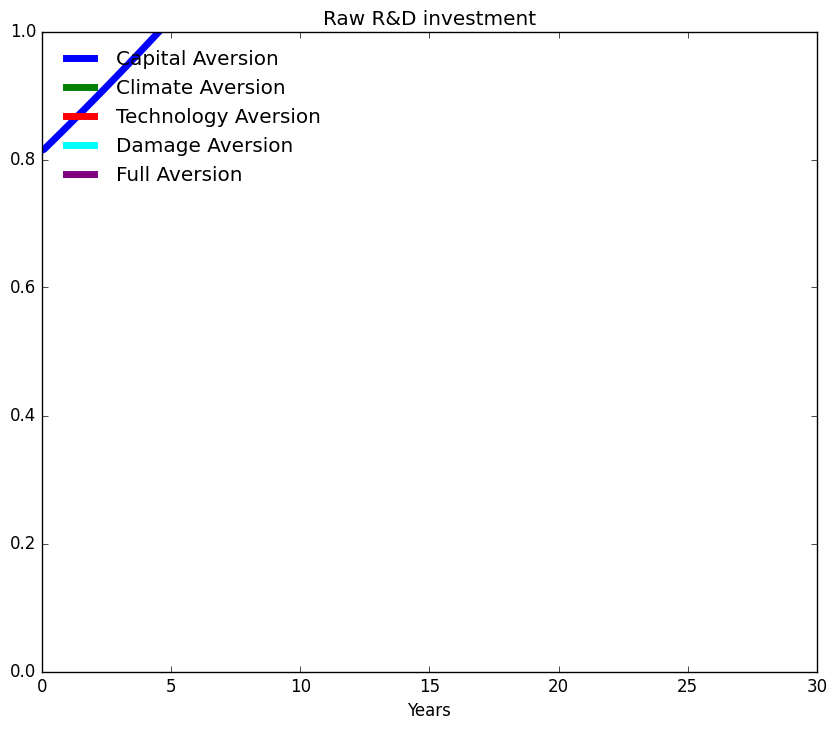 Raw R&D investment
1.0
0.8
0.6
0.4
0.2
0.0
Capital Aversion
Climate Aversion
Technology Aversion
Damage Aversion
Full Aversion
0 5 10 15 20 25 30
Years